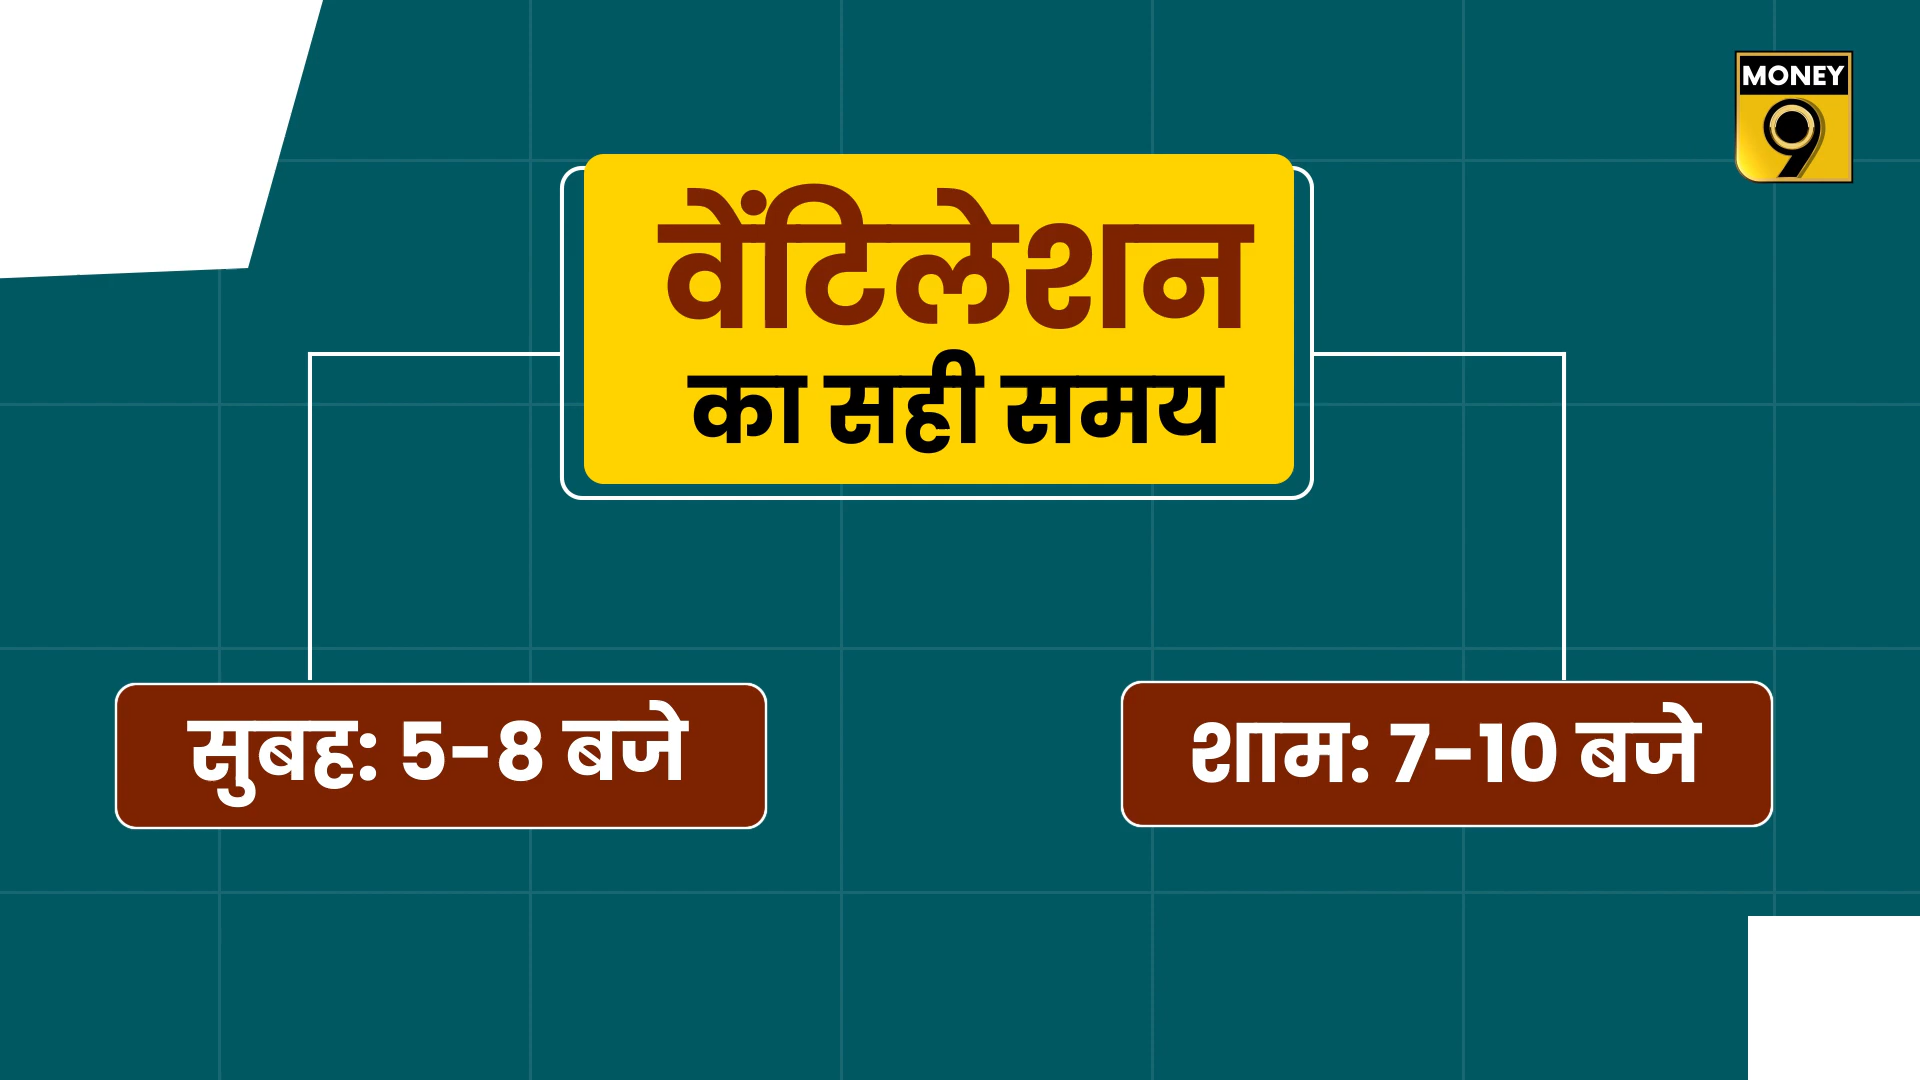 MONEY
9
वेंटिलेशन
का सही समय
सुबह: 5-8 बजे
शाम: 7-10 बजे